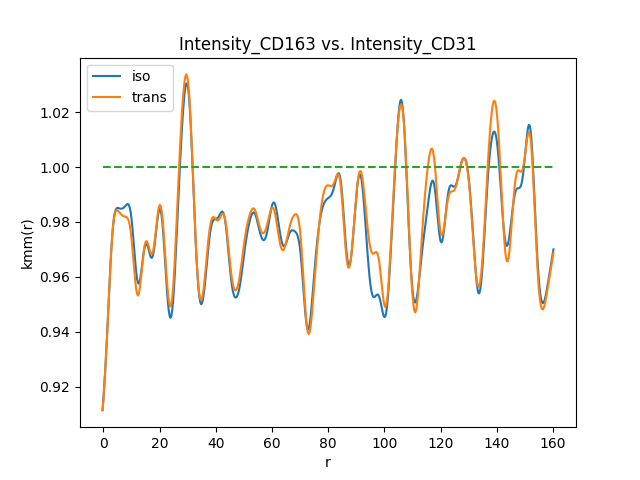 Intensity_CD163 vs. Intensity_CD31
iso
trans
kmm(r)
1.02
1.00
0.98
0.96
0.94
0.92
0 20 40 60 80 100 120 140 160
r